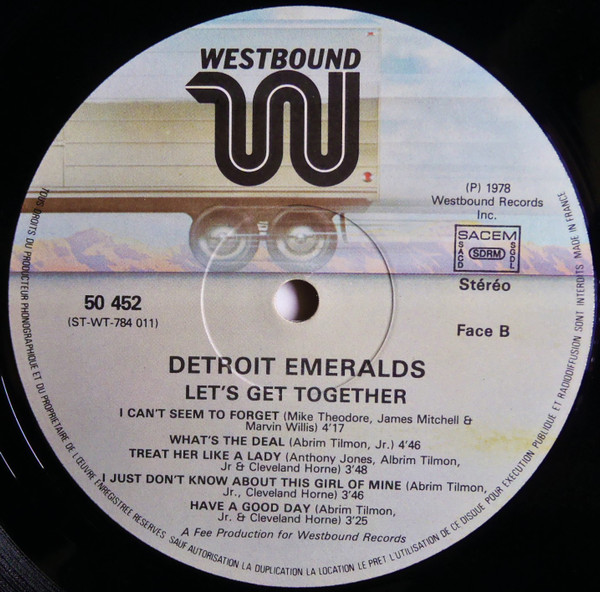 WESTBOUND
W
(P) 1978
Westbound Records
Inc.
SACEM
SACD
SDRM
SGDL
Stéréo
50 452
(ST-WT-784 011)
Face B
DETROIT EMERALDS
LET'S GET TOGETHER
I CAN'T SEEM TO FORGET (Mike Theodore, James Mitchell &
Marvin Willis) 4'17
WHAT'S THE DEAL (Abrim Tilmon, Jr.) 4'46
TREAT HER LIKE A LADY (Anthony Jones, Albrim Tilmon,
Jr & Cleveland Horne) 3'48
I JUST DON'T KNOW ABOUT THIS GIRL OF MINE (Abrim Tilmon,
Jr., Cleveland Horne) 3'46
HAVE A GOOD DAY (Abrim Tilmon,
Jr. & Cleveland Horne) 3'25
A Fee Production for Westbound Records
TOUS DROITS DU PRODUCTEUR PHONOGRAPHIQUE ET DU PROPRIETAIRE DE L'ŒUVRE ENREGISTREE RESERVES SAUF AUTORISATION LA DUPLICATION LA LOCATION LE PRET L'UTILISATION DE CE DISQUE POUR EXECUTION PUBLIQUE ET RADIODIFFUSION SONT INTERDITS MADE IN FRANCE